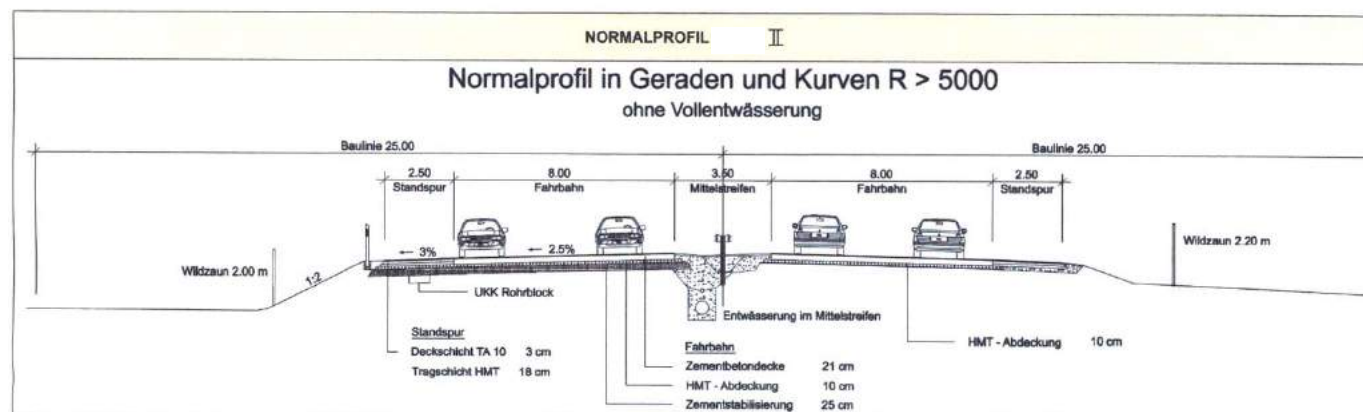 NORMALPROFIL II
Normalprofil in Geraden und Kurven R > 5000
ohne Vollentwässerung
Baulinie 25.00 Baulinie 25.00
2.50 8.00 3.50 8.00 2.50
Standspur Fahrbahn Mittelstreifen Fahrbahn Standspur
← 3% ← 2.5%
Wildzaun 2.00 m 1:2 Wildzaun 2.20 m
UKK Rohrblock
Entwässerung im Mittelstreifen
Standspur
Deckschicht TA 10 3 cm
Tragschicht HMT 18 cm
Fahrbahn
Zementbetondecke 21 cm
HMT - Abdeckung 10 cm
Zementstabilisierung 25 cm
HMT - Abdeckung 10 cm